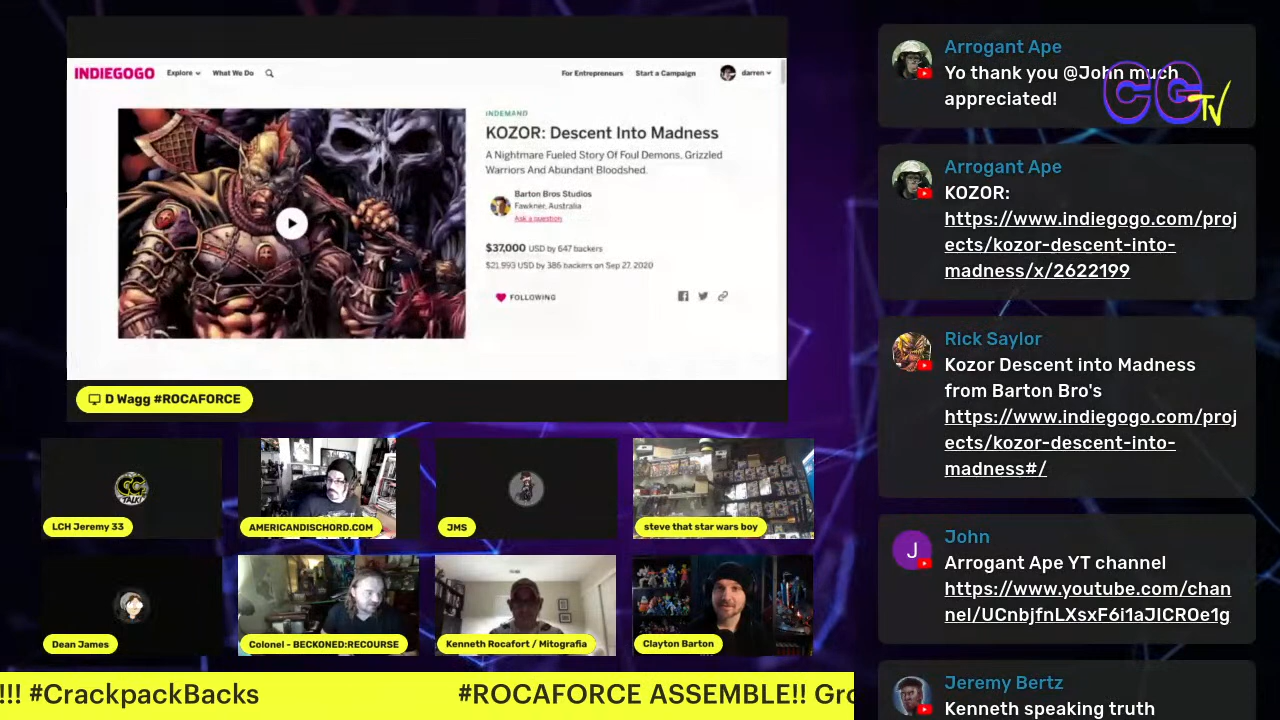 INDIEGOGO
Explore
What We Do
For Entrepreneurs
Start a Campaign
darren
INDEMAND
KOZOR: Descent Into Madness
A Nightmare Fueled Story Of Foul Demons, Grizzled
Warriors And Abundant Bloodshed.
Barton Bros Studios
Fawkner, Australia
Ask a question
$37,000 USD by 647 backers
$21,993 USD by 386 backers on Sep 27, 2020
FOLLOWING
D Wagg #ROCAFORCE
LCH Jeremy 33
AMERICANDISCHORD.COM
JMS
steve that star wars boy
Dean James
Colonel - BECKONED:RECOURSE
Kenneth Rocafort / Mitografia
Clayton Barton
!!! #CrackpackBacks
#ROCAFORCE ASSEMBLE!! Gro
Arrogant Ape
Yo thank you @John much
appreciated!
CG TV
Arrogant Ape
KOZOR:
https://www.indiegogo.com/proj
ects/kozor-descent-into-
madness/x/2622199
Rick Saylor
Kozor Descent into Madness
from Barton Bro's
https://www.indiegogo.com/proj
ects/kozor-descent-into-
madness#/
J
John
Arrogant Ape YT channel
https://www.youtube.com/chan
nel/UCnbjfnLXsxF6i1aJICROe1g
Jeremy Bertz
Kenneth speaking truth